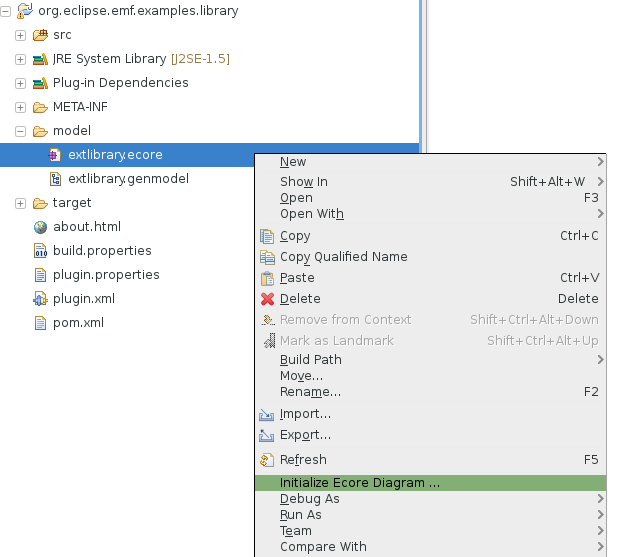 org.eclipse.emf.examples.library
src
JRE System Library [J2SE-1.5]
Plug-in Dependencies
META-INF
model
extlibrary.ecore
extlibrary.genmodel
target
about.html
build.properties
plugin.properties
plugin.xml
pom.xml
New
Show In Shift+Alt+W
Open F3
Open With
Copy Ctrl+C
Copy Qualified Name
Paste Ctrl+V
Delete Delete
Remove from Context Shift+Ctrl+Alt+Down
Mark as Landmark Shift+Ctrl+Alt+Up
Build Path
Move...
Rename... F2
Import...
Export...
Refresh F5
Initialize Ecore Diagram ...
Debug As
Run As
Team
Compare With